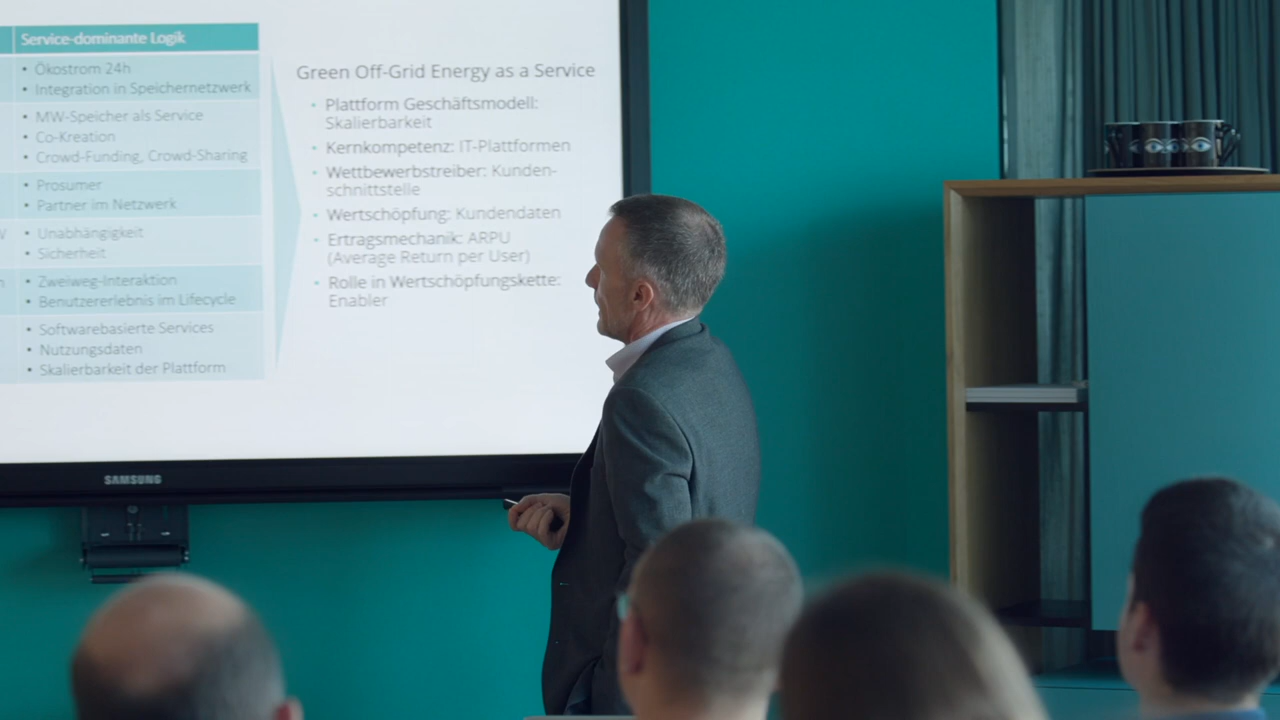 Service-dominante Logik
• Ökostrom 24h
• Integration in Speichernetzwerk
• MW-Speicher als Service
• Co-Kreation
• Crowd-Funding, Crowd-Sharing
• Prosumer
• Partner im Netzwerk
• Unabhängigkeit
• Sicherheit
• Zweiweg-Interaktion
• Benutzererlebnis im Lifecycle
• Softwarebasierte Services
• Nutzungsdaten
• Skalierbarkeit der Plattform
Green Off-Grid Energy as a Service
• Plattform Geschäftsmodell:
Skalierbarkeit
• Kernkompetenz: IT-Plattformen
• Wettbewerbstreiber: Kunden-
schnittstelle
• Wertschöpfung: Kundendaten
• Ertragsmechanik: ARPU
(Average Return per User)
• Rolle in Wertschöpfungskette:
Enabler
SAMSUNG